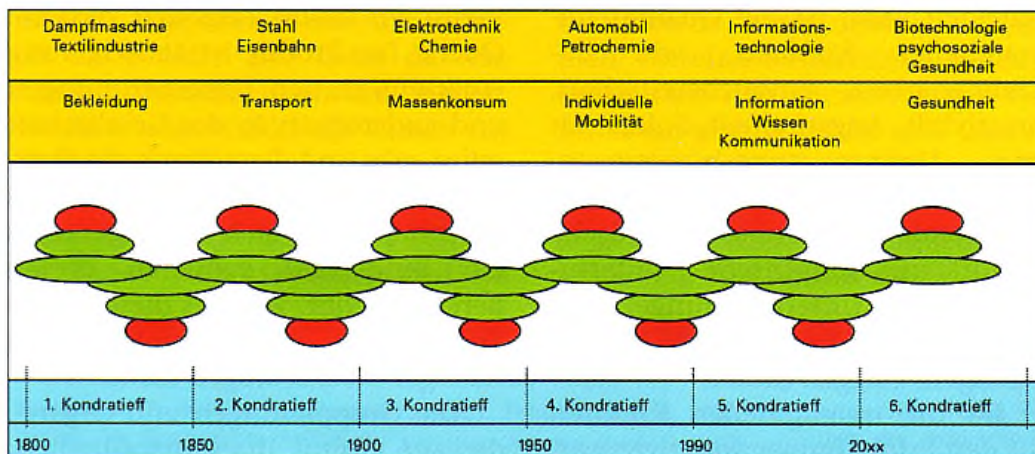 Dampfmaschine
Textilindustrie
Stahl
Eisenbahn
Elektrotechnik
Chemie
Automobil
Petrochemie
Informations-
technologie
Biotechnologie
psychosoziale
Gesundheit
Bekleidung
Transport
Massenkonsum
Individuelle
Mobilität
Information
Wissen
Kommunikation
Gesundheit
1. Kondratieff
2. Kondratieff
3. Kondratieff
4. Kondratieff
5. Kondratieff
6. Kondratieff
1800
1850
1900
1950
1990
20xx